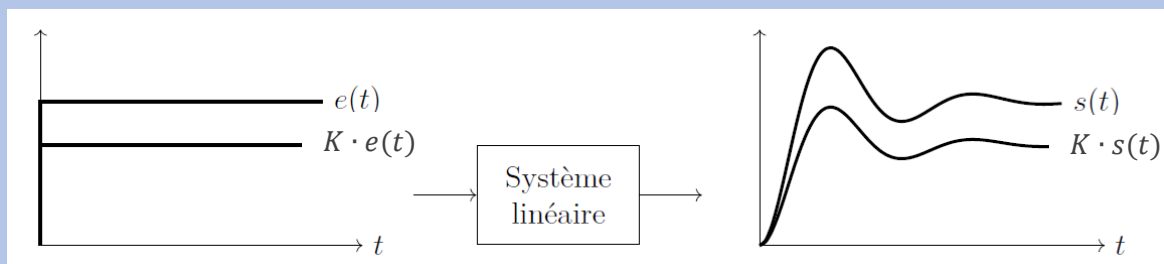 e(t)
K · e(t)
t
Système
linéaire
s(t)
K · s(t)
t